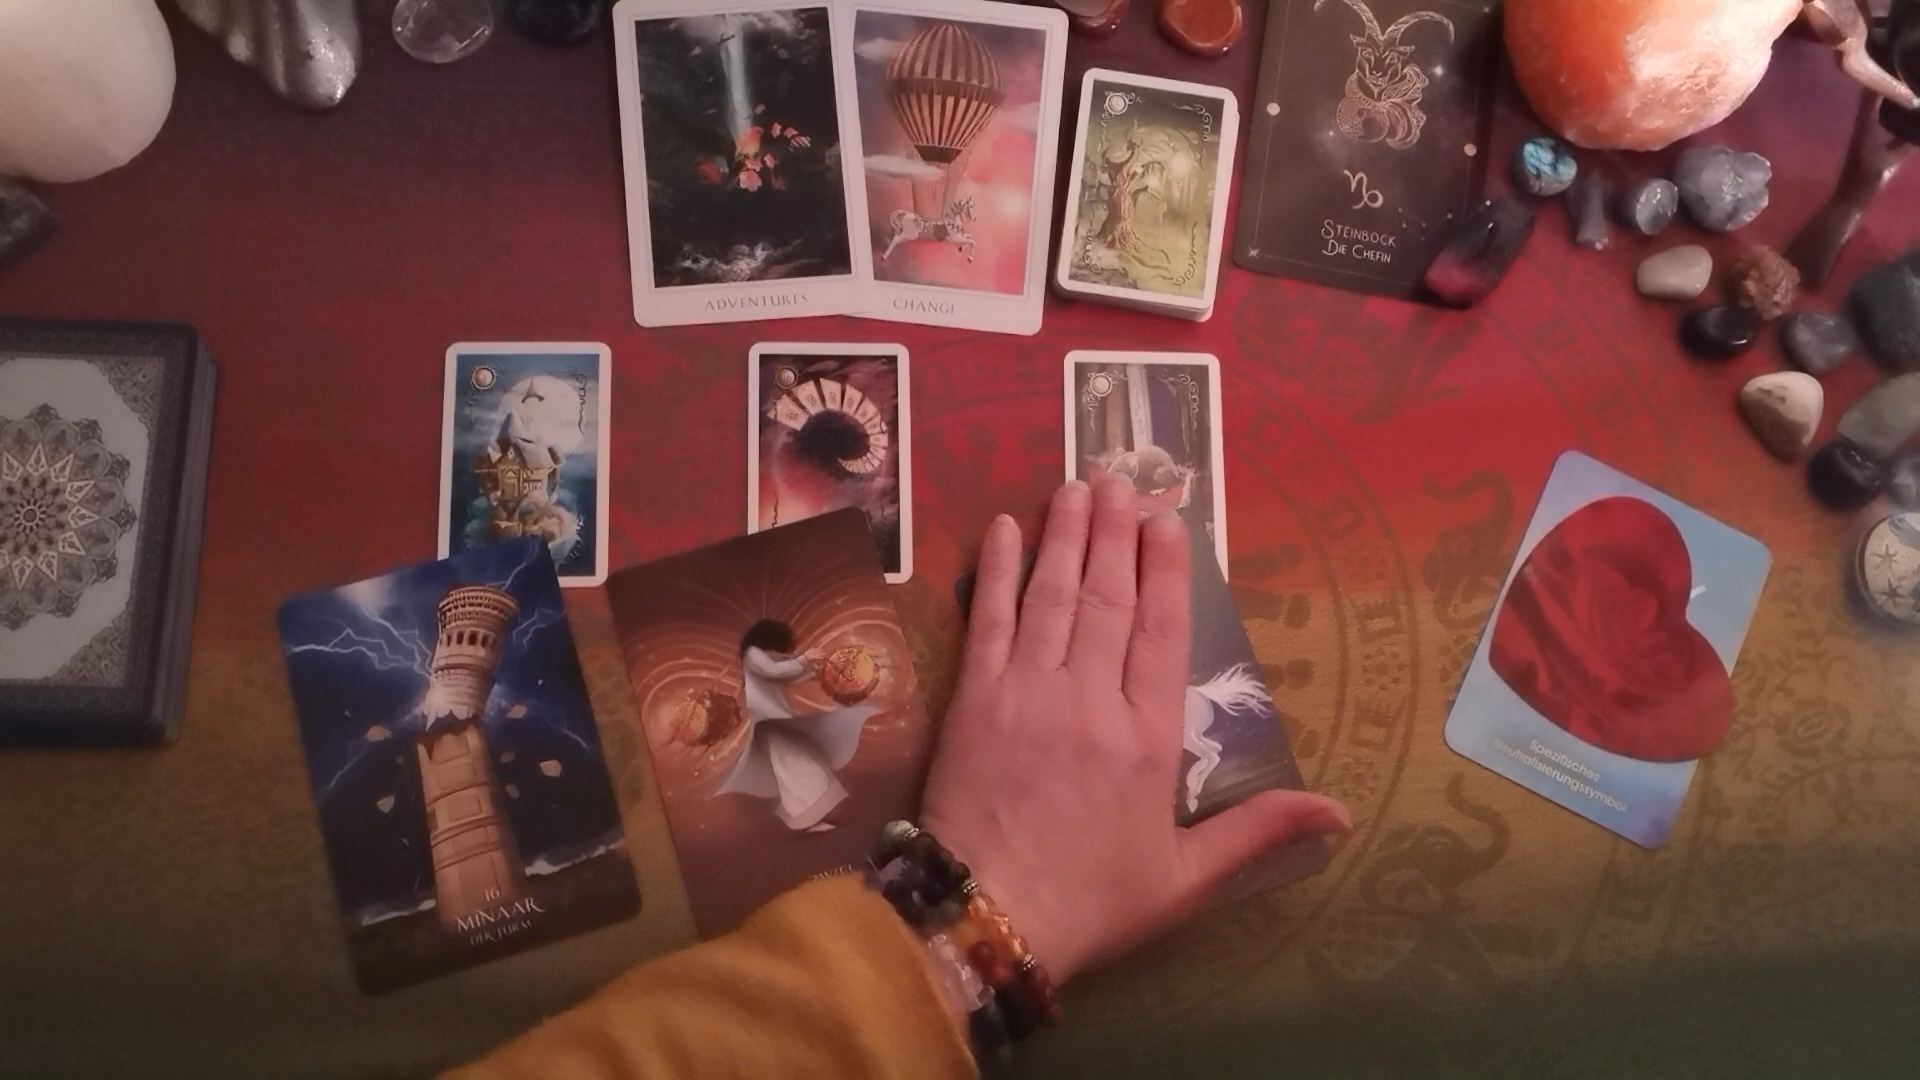 ADVENTURES
CHANGE
STEINBOCK
DIE CHEFIN
16
MINAAR
DER TURM
Spezifisches
Neutralisierungssymbol